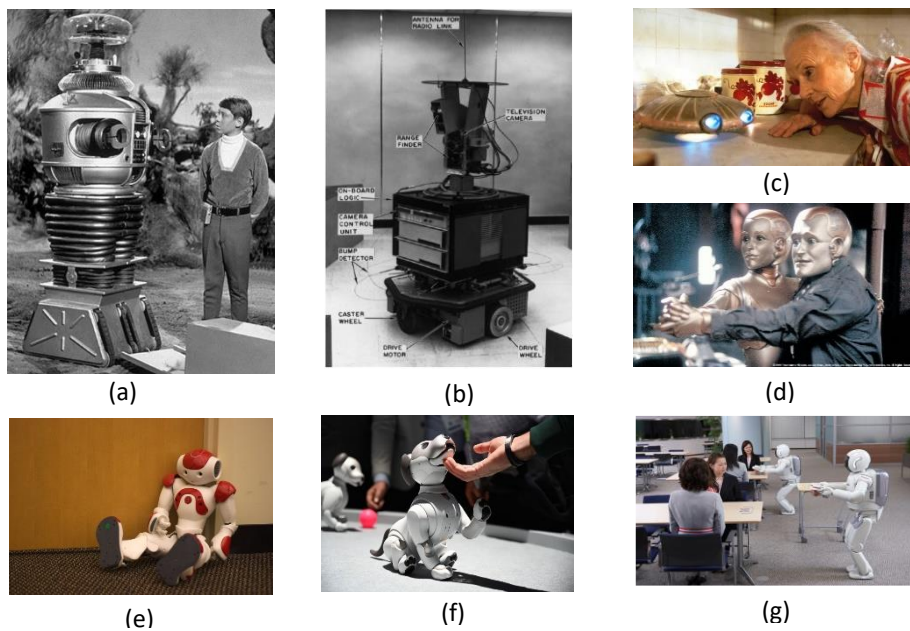 ANTENNA FOR
RADIO LINK
TELEVISION
CAMERA
RANGE
FINDER
ON-BOARD
LOGIC
CAMERA
CONTROL
UNIT
BUMP
DETECTOR
CASTER
WHEEL
DRIVE
MOTOR
DRIVE
WHEEL
(a)
(b)
(c)
(d)
(e)
(f)
(g)